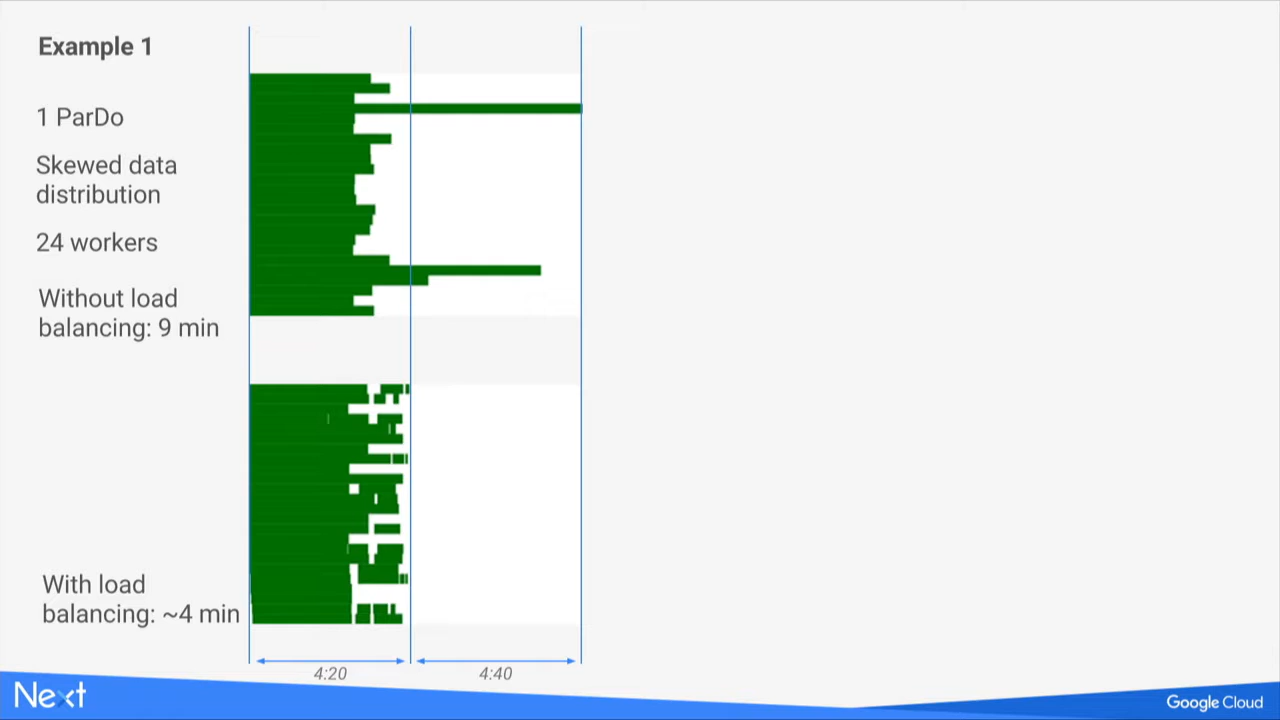 Example 1
1 ParDo
Skewed data
distribution
24 workers
Without load
balancing: 9 min
With load
balancing: ~4 min
4:20
4:40
Next
Google Cloud